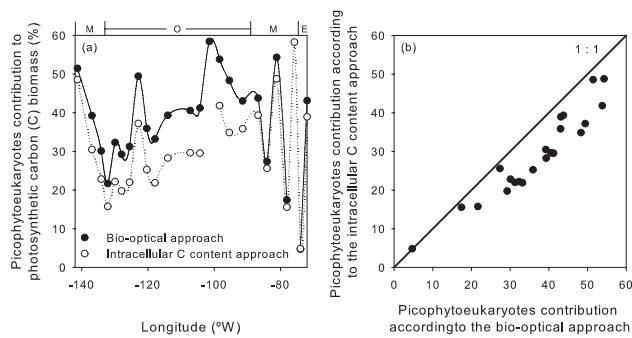 M O M E
Picophytoeukaryotes contribution to
photosynthetic carbon (C) biomass (%)
60
50
40
30
20
10
0
(a)
Bio-optical approach
Intracellular C content approach
-140 -120 -100 -80
Longitude (ºW)
Picophytoeukaryotes contribution according
to the intracellular C content approach
60
50
40
30
20
10
0
(b)
1 : 1
0 10 20 30 40 50 60
Picophytoeukaryotes contribution
accordingto the bio-optical approach